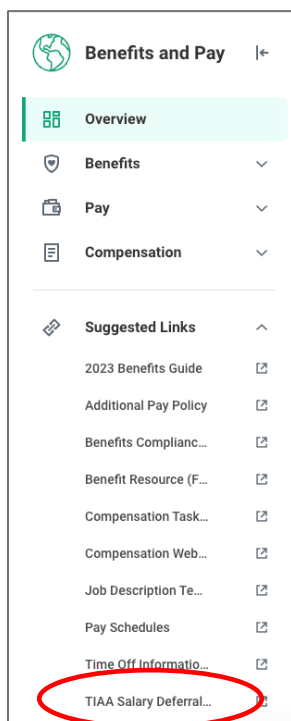 Benefits and Pay
Overview
Benefits
Pay
Compensation
Suggested Links
2023 Benefits Guide
Additional Pay Policy
Benefits Complianc...
Benefit Resource (F...
Compensation Task...
Compensation Web...
Job Description Te...
Pay Schedules
Time Off Informatio...
TIAA Salary Deferral...